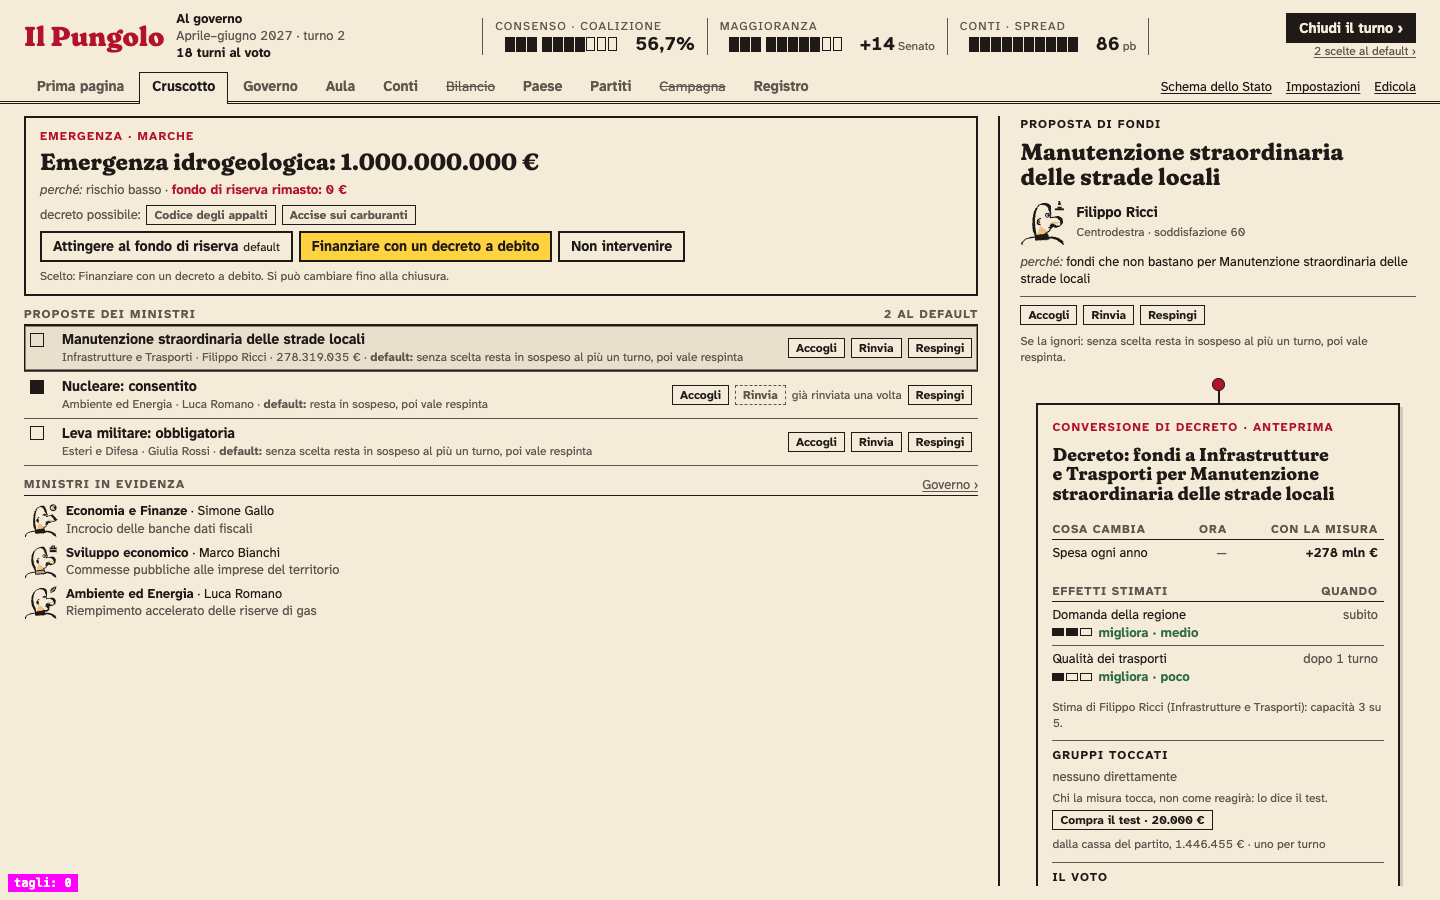 Il Pungolo
Al governo
Aprile–giugno 2027 · turno 2
18 turni al voto
CONSENSO · COALIZIONE
56,7%
MAGGIORANZA
+14 Senato
CONTI · SPREAD
86 pb
Chiudi il turno ›
2 scelte al default ›
Prima pagina
Cruscotto
Governo
Aula
Conti
Bilancio
Paese
Partiti
Campagna
Registro
Schema dello Stato
Impostazioni
Edicola
EMERGENZA · MARCHE
Emergenza idrogeologica: 1.000.000.000 €
perché: rischio basso · fondo di riserva rimasto: 0 €
decreto possibile: Codice degli appalti Accise sui carburanti
Attingere al fondo di riserva default
Finanziare con un decreto a debito
Non intervenire
Scelto: Finanziare con un decreto a debito. Si può cambiare fino alla chiusura.
PROPOSTE DEI MINISTRI
2 AL DEFAULT
Manutenzione straordinaria delle strade locali
Infrastrutture e Trasporti · Filippo Ricci · 278.319.035 € · default: senza scelta resta in sospeso al più un turno, poi vale respinta
Accogli Rinvia Respingi
Nucleare: consentito
Ambiente ed Energia · Luca Romano · default: resta in sospeso, poi vale respinta
Accogli Rinvia già rinviata una volta Respingi
Leva militare: obbligatoria
Esteri e Difesa · Giulia Rossi · default: senza scelta resta in sospeso al più un turno, poi vale respinta
Accogli Rinvia Respingi
MINISTRI IN EVIDENZA
Governo ›
Economia e Finanze · Simone Gallo
Incrocio delle banche dati fiscali
Sviluppo economico · Marco Bianchi
Commesse pubbliche alle imprese del territorio
Ambiente ed Energia · Luca Romano
Riempimento accelerato delle riserve di gas
tagli: 0
PROPOSTA DI FONDI
Manutenzione straordinaria
delle strade locali
Filippo Ricci
Centrodestra · soddisfazione 60
perché: fondi che non bastano per Manutenzione straordinaria delle
strade locali
Accogli Rinvia Respingi
Se la ignori: senza scelta resta in sospeso al più un turno, poi vale
respinta.
CONVERSIONE DI DECRETO · ANTEPRIMA
Decreto: fondi a Infrastrutture
e Trasporti per Manutenzione
straordinaria delle strade locali
COSA CAMBIA ORA CON LA MISURA
Spesa ogni anno — +278 mln €
EFFETTI STIMATI QUANDO
Domanda della regione subito
migliora · medio
Qualità dei trasporti dopo 1 turno
migliora · poco
Stima di Filippo Ricci (Infrastrutture e Trasporti): capacità 3 su
5.
GRUPPI TOCCATI
nessuno direttamente
Chi la misura tocca, non come reagirà: lo dice il test.
Compra il test · 20.000 €
dalla cassa del partito, 1.446.455 € · uno per turno
IL VOTO